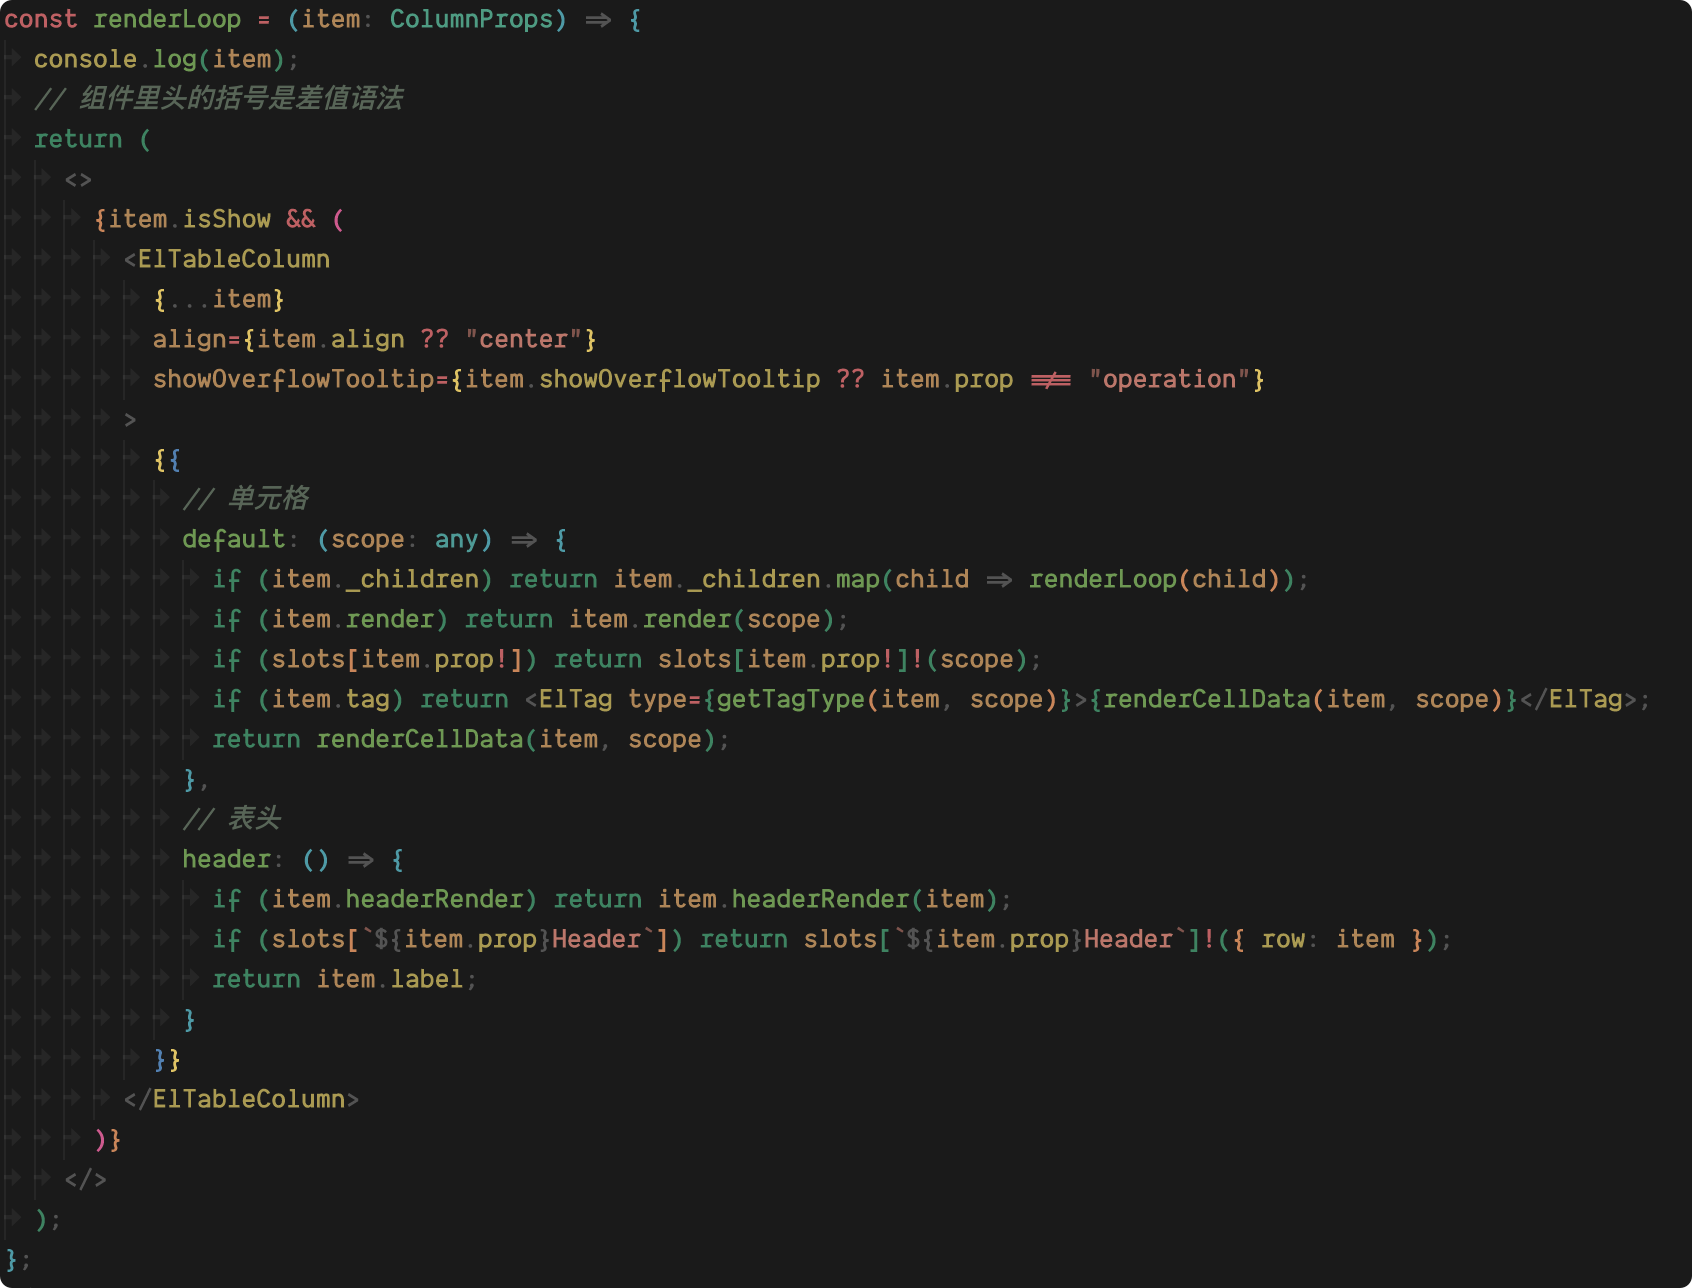 const renderLoop = (item: ColumnProps) => {
console.log(item);
// 组件里头的括号是差值语法
return (
<>
{item.isShow && (
<ElTableColumn
{...item}
align={item.align ?? "center"}
showOverflowTooltip={item.showOverflowTooltip ?? item.prop !== "operation"}
>
{{
// 单元格
default: (scope: any) => {
if (item._children) return item._children.map(child => renderLoop(child));
if (item.render) return item.render(scope);
if (slots[item.prop!]) return slots[item.prop!]!(scope);
if (item.tag) return <ElTag type={getTagType(item, scope)}>{renderCellData(item, scope)}</ElTag>;
return renderCellData(item, scope);
},
// 表头
header: () => {
if (item.headerRender) return item.headerRender(item);
if (slots[`${item.prop}Header`]) return slots[`${item.prop}Header`]!({ row: item });
return item.label;
}
}}
</ElTableColumn>
)}
</>
);
};